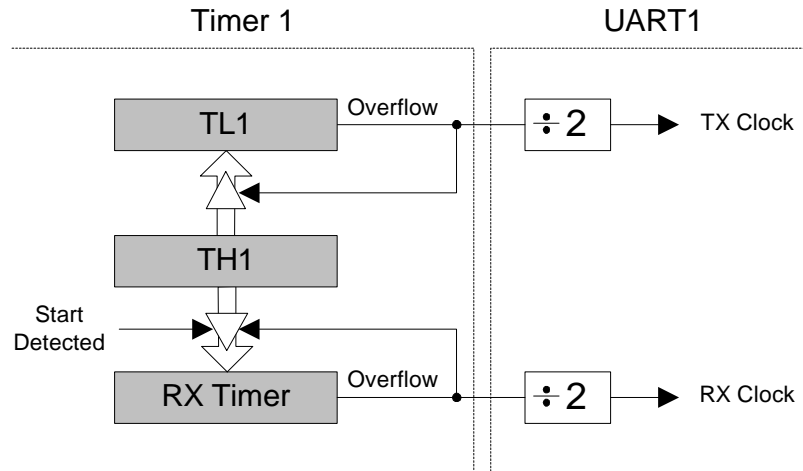 Timer 1
UART1
TL1
Overflow
÷2
TX Clock
TH1
Start
Detected
RX Timer
Overflow
÷2
RX Clock